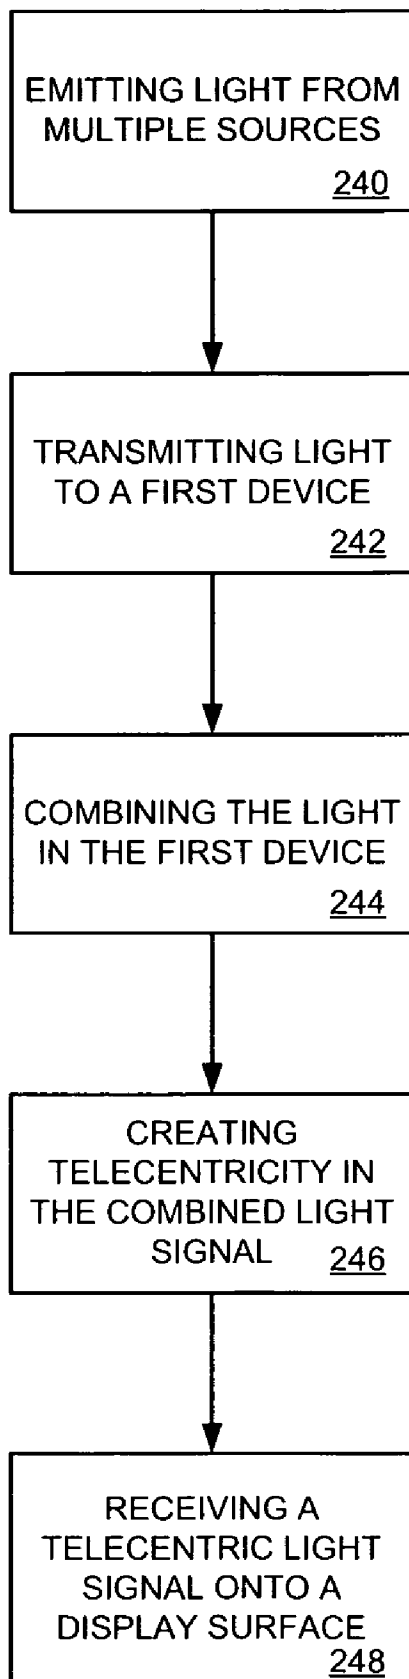 EMITTING LIGHT FROM
MULTIPLE SOURCES
240
TRANSMITTING LIGHT
TO A FIRST DEVICE
242
COMBINING THE LIGHT
IN THE FIRST DEVICE
244
CREATING
TELECENTRICITY IN
THE COMBINED LIGHT
SIGNAL 246
RECEIVING A
TELECENTRIC LIGHT
SIGNAL ONTO A
DISPLAY SURFACE
248